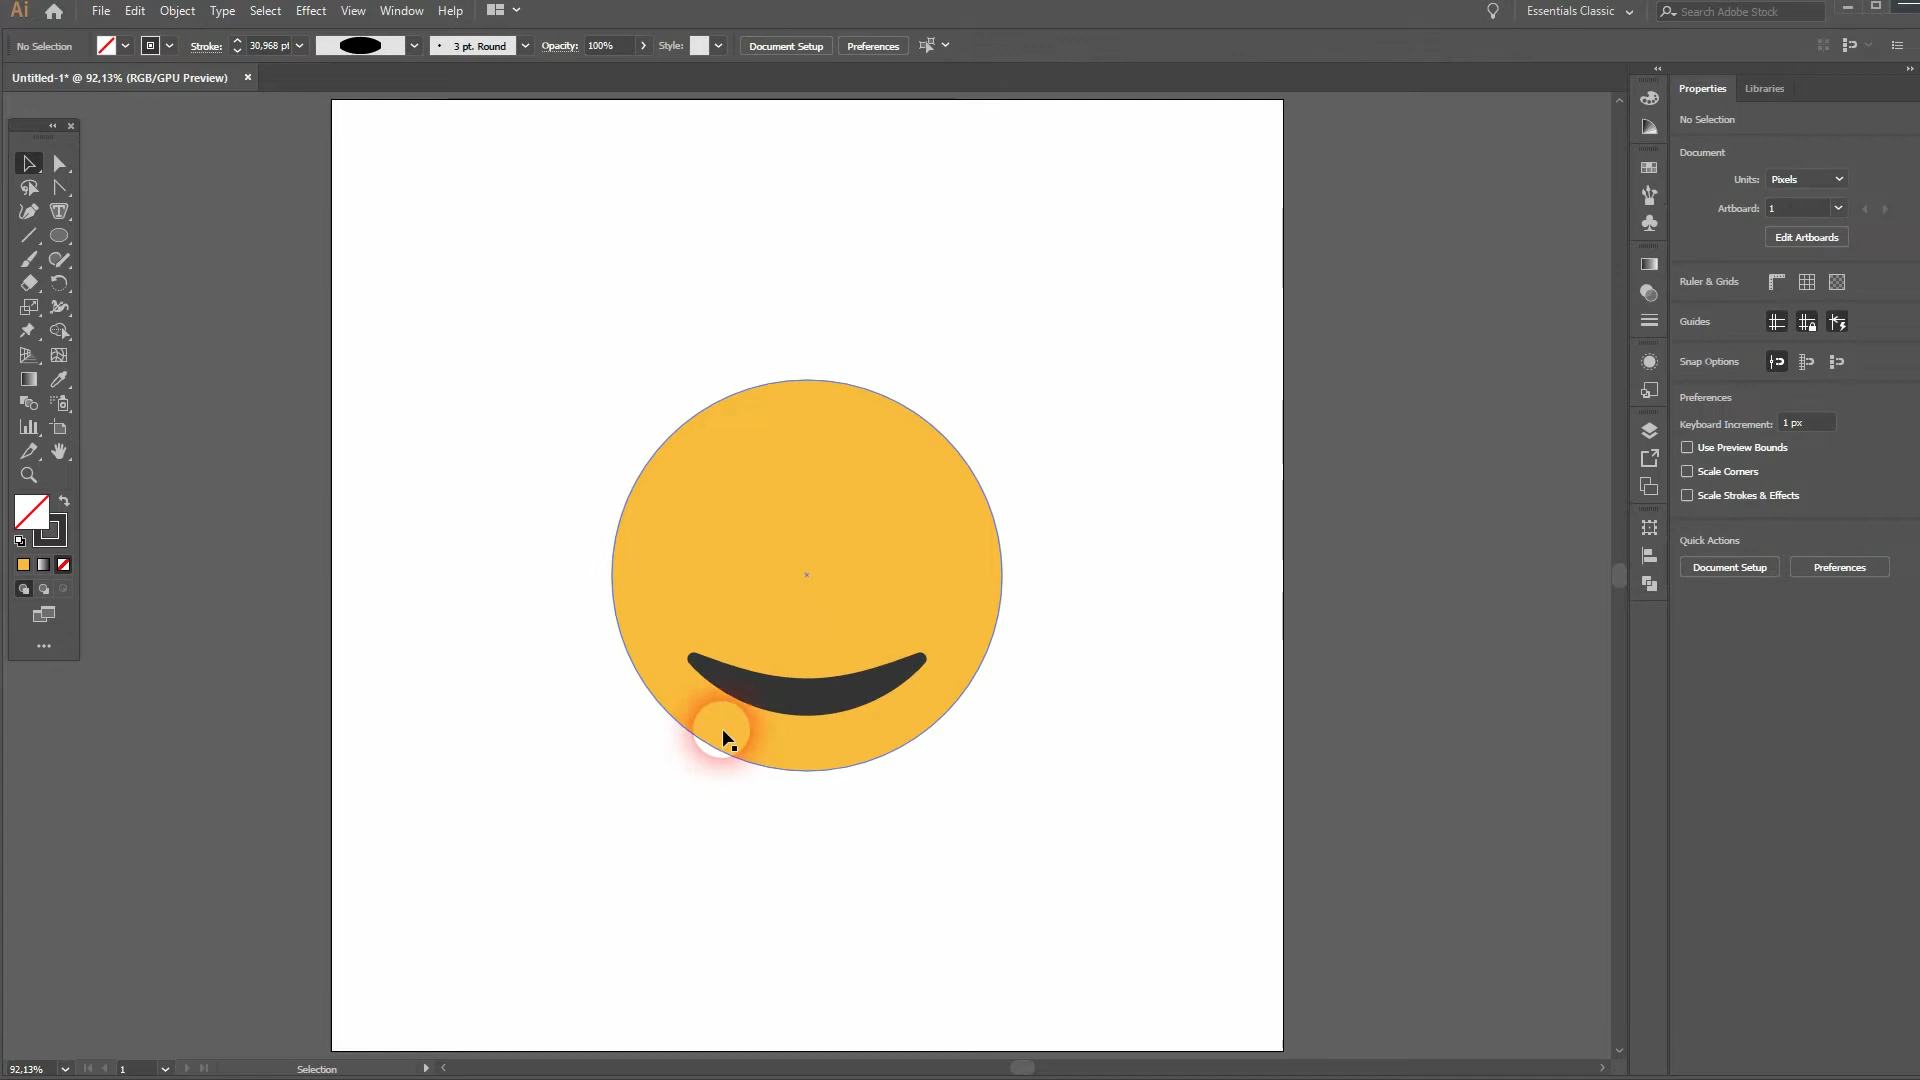 Ai File Edit Object Type Select Effect View Window Help Essentials Classic Search Adobe Stock
No Selection Stroke: 30,968 pt 3 pt. Round Opacity: 100% Style: Document Setup Preferences
Untitled-1* @ 92,13% (RGB/GPU Preview)
Properties Libraries
No Selection
Document
Units: Pixels
Artboard: 1
Edit Artboards
Ruler & Grids
Guides
Snap Options
Preferences
Keyboard Increment: 1 px
Use Preview Bounds
Scale Corners
Scale Strokes & Effects
Quick Actions
Document Setup Preferences
92,13% 1 Selection